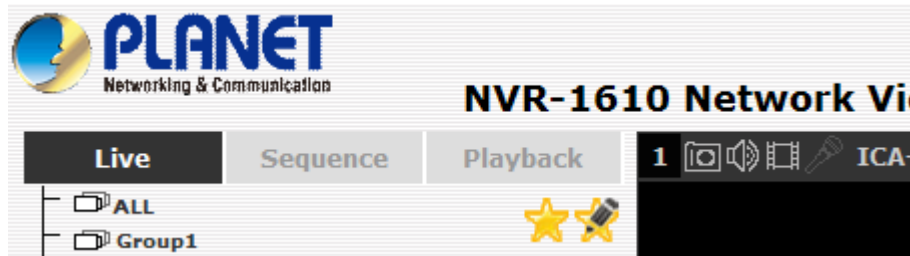 PLANET
Networking & Communication
NVR-1610 Network Vi
Live Sequence Playback 1 ICA-
ALL
Group1